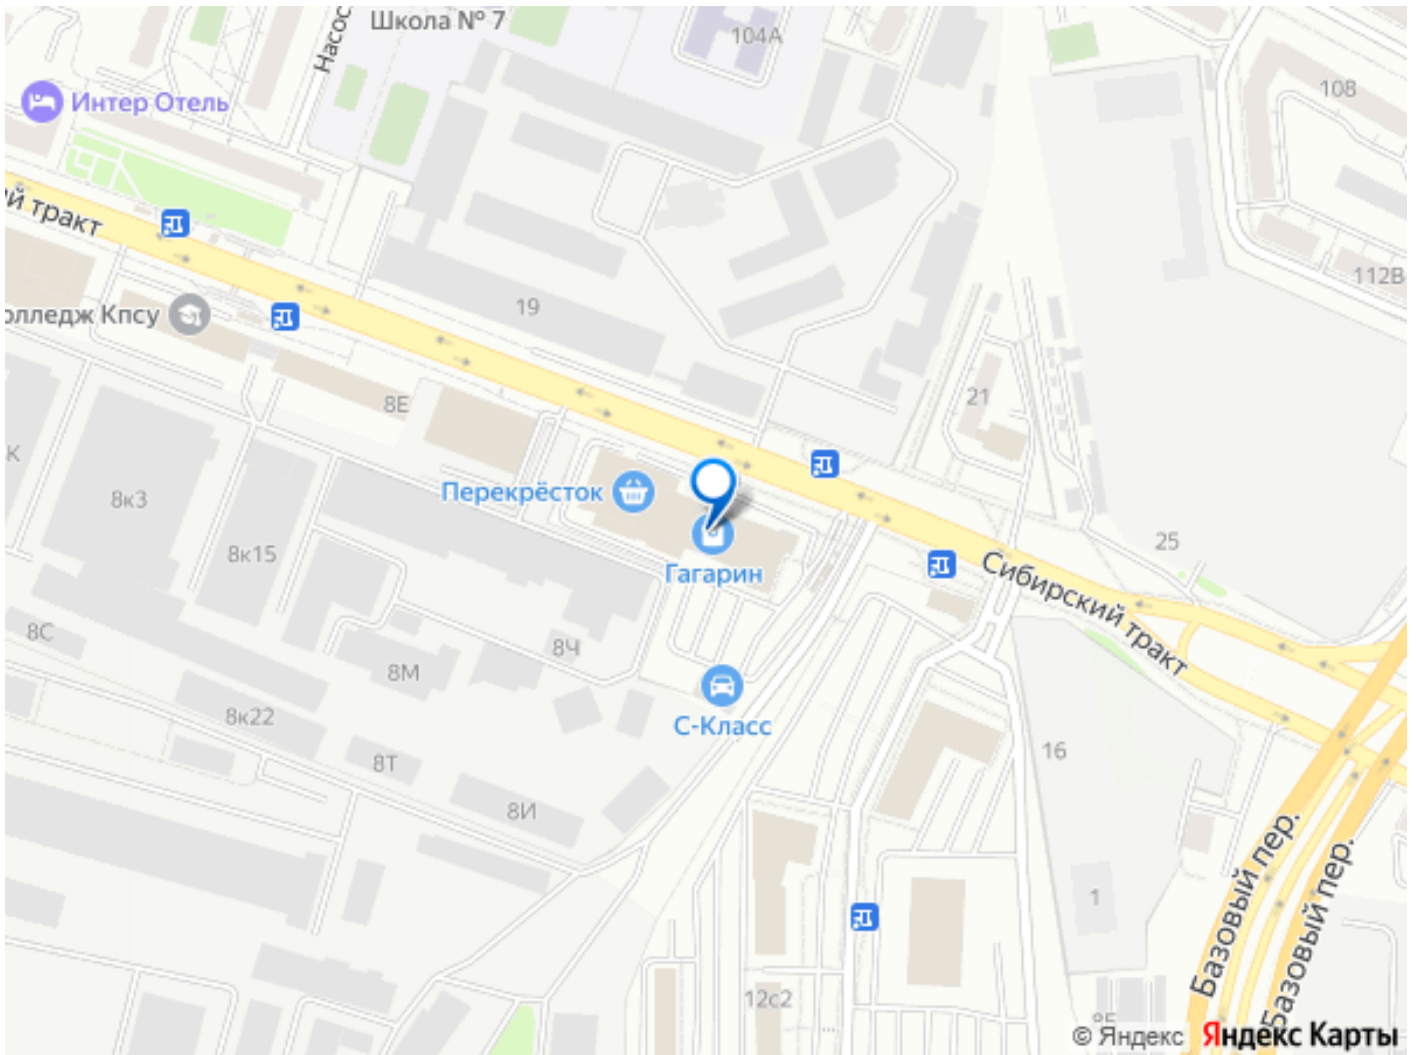 Школа № 7
104А
Насос
108
Интер Отель
ий тракт
112В
19
олледж Кпсу
21
8Е
К
Перекрёсток
8к3
25
8к15
Гагарин
Сибирский тракт
8С
8Ч
8М
8к22
С-Класс
16
8Т
8И
Базовый пер.
Базовый пер.
1
12с2
© Яндекс Яндекс Карты